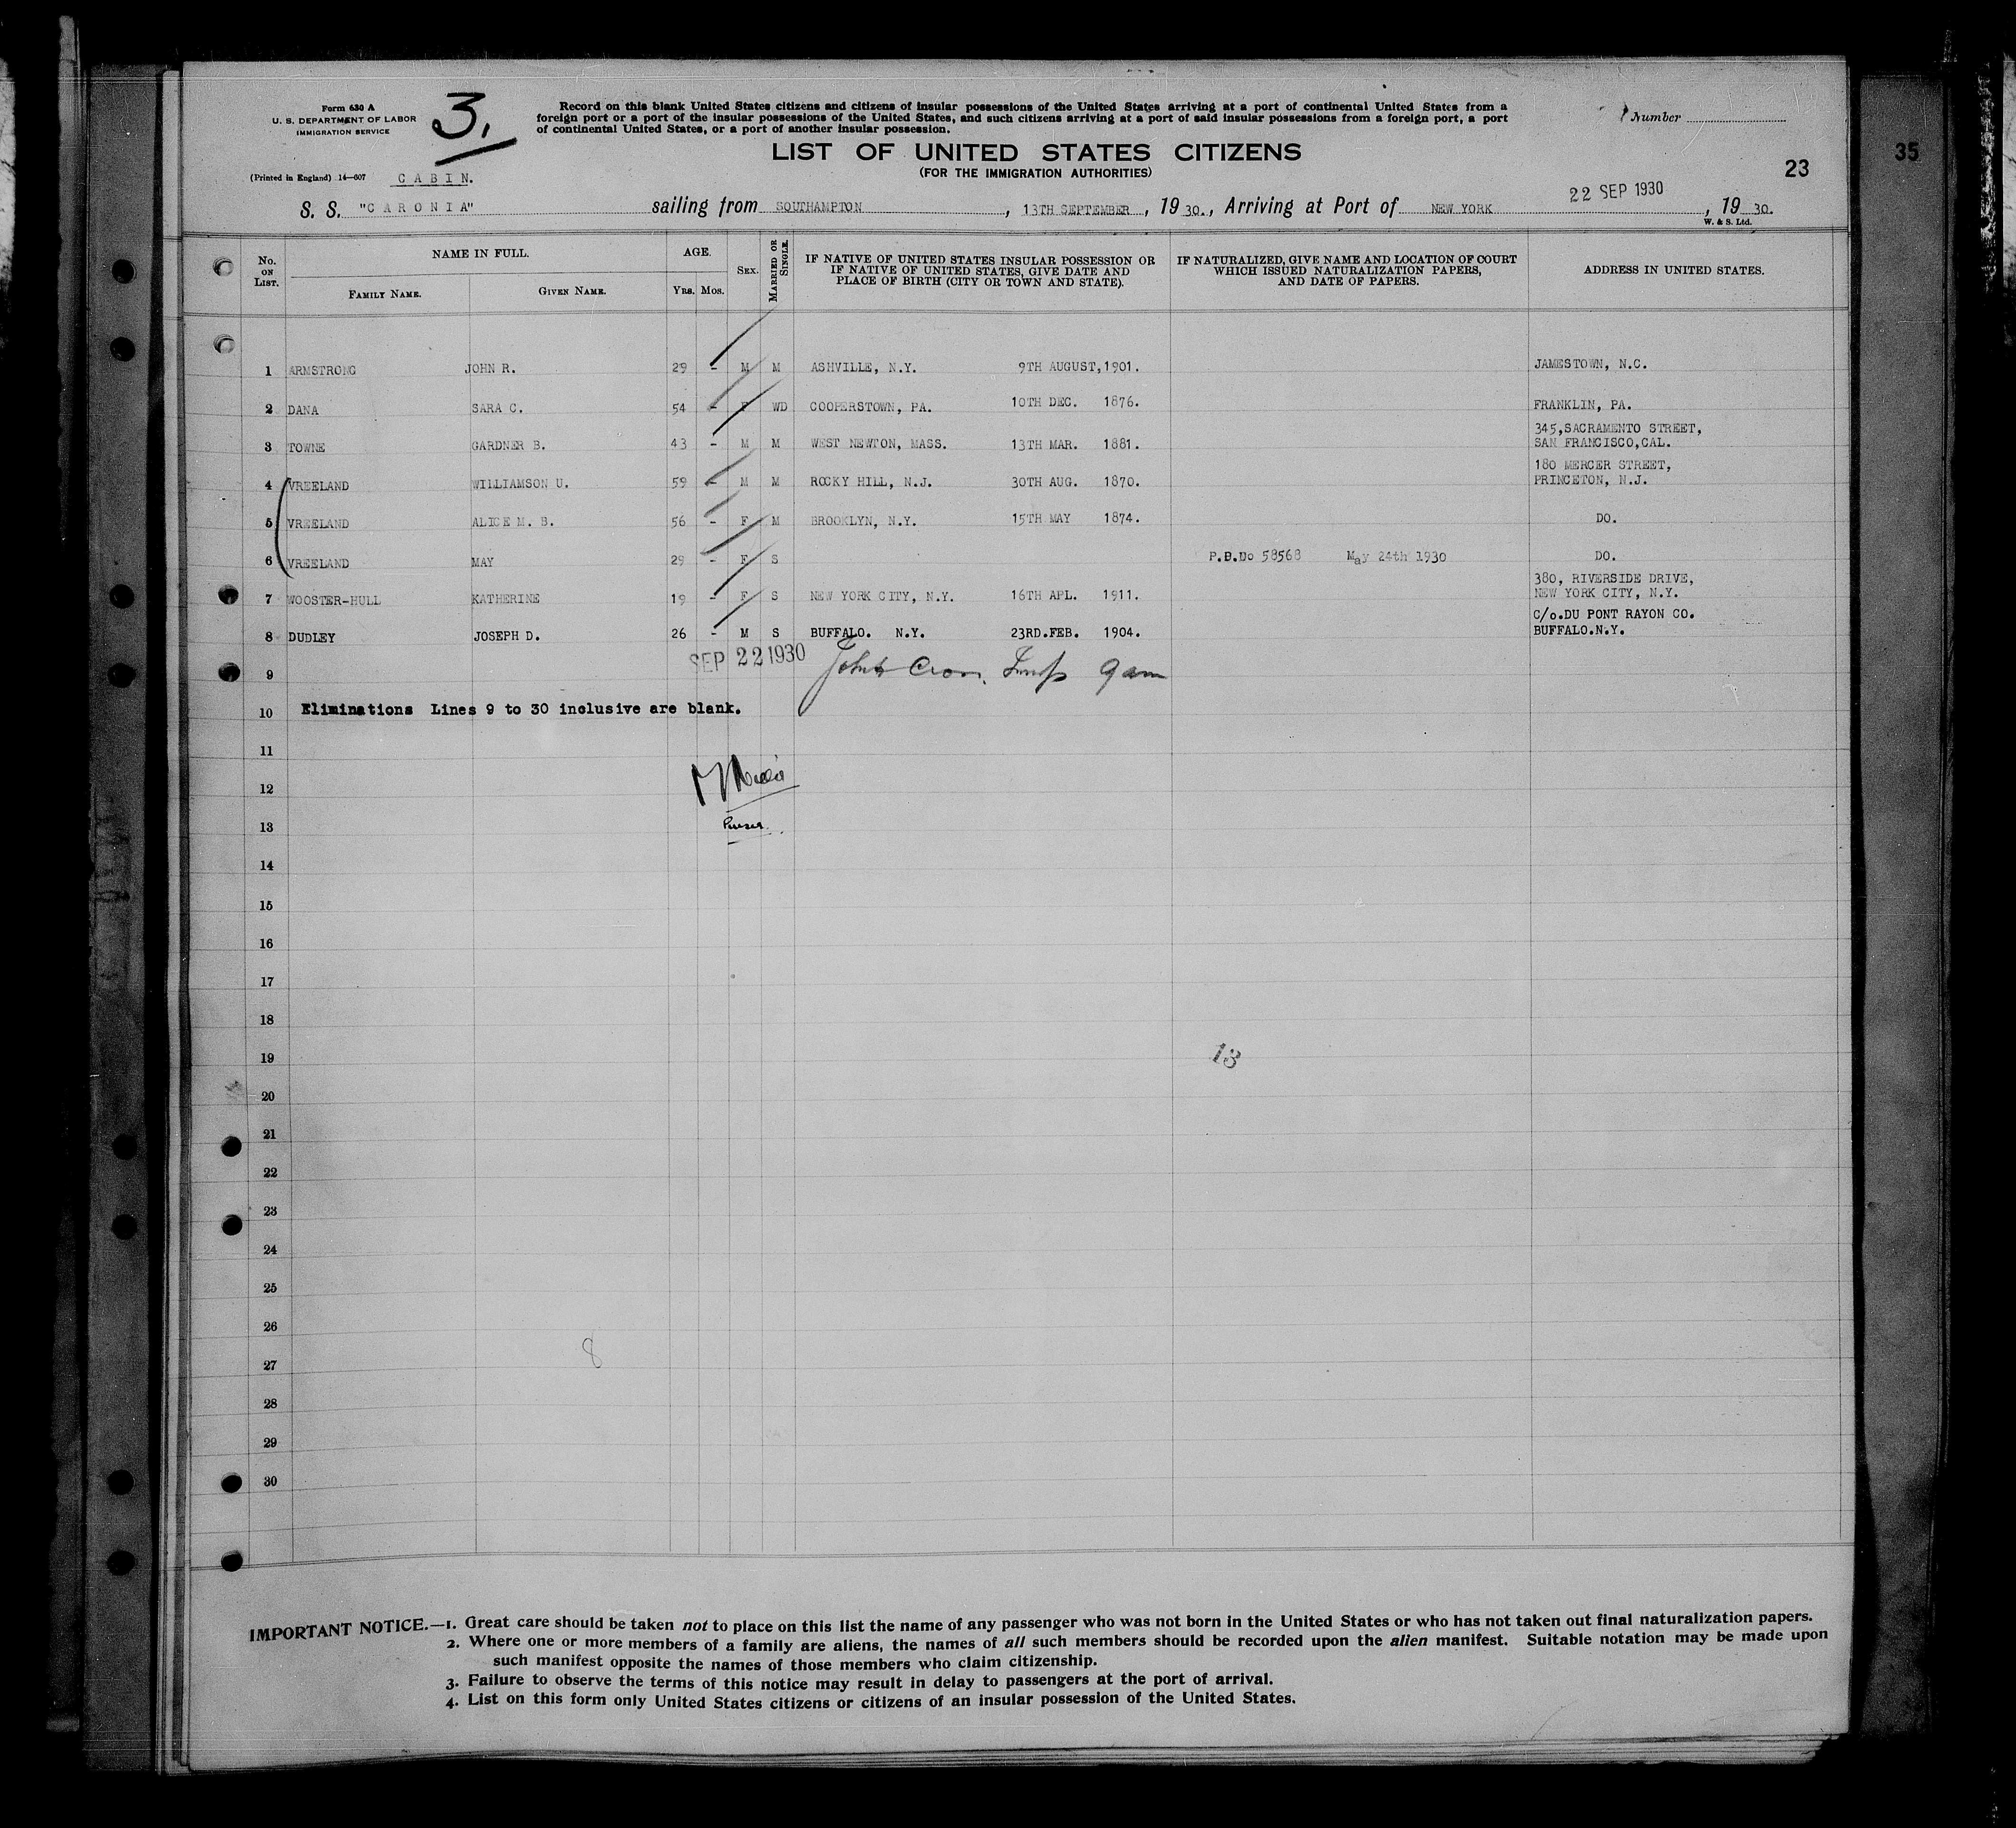 Form 630 A
U. S. DEPARTMENT OF LABOR
IMMIGRATION SERVICE
3.
Record on this blank United States citizens and citizens of insular possessions of the United States arriving at a port of continental United States from a
foreign port or a port of the insular possessions of the United States, and such citizens arriving at a port of said insular possessions from a foreign port, a port
of continental United States, or a port of another insular possession.
Number
35
LIST OF UNITED STATES CITIZENS
(FOR THE IMMIGRATION AUTHORITIES)
23
(Printed in England) 14—607 CABIN.
S. S. "CARONIA" sailing from SOUTHAMPTON, 13TH SEPTEMBER, 19 30., Arriving at Port of NEW YORK 22 SEP 1930, 19 30.
W. & S. Ltd.
No. ON LIST.
NAME IN FULL.
FAMILY NAME. GIVEN NAME.
AGE.
Yrs. Mos.
SEX.
MARRIED OR SINGLE.
IF NATIVE OF UNITED STATES INSULAR POSSESSION OR
IF NATIVE OF UNITED STATES, GIVE DATE AND
PLACE OF BIRTH (CITY OR TOWN AND STATE).
IF NATURALIZED, GIVE NAME AND LOCATION OF COURT
WHICH ISSUED NATURALIZATION PAPERS,
AND DATE OF PAPERS.
ADDRESS IN UNITED STATES.
1 ARMSTRONG JOHN R. 29 - M M ASHVILLE, N.Y. 9TH AUGUST,1901. JAMESTOWN, N.C.
2 DANA SARA C. 54 - F WD COOPERSTOWN, PA. 10TH DEC. 1876. FRANKLIN, PA.
345,SACRAMENTO STREET,
3 TOWNE GARDNER B. 43 - M M WEST NEWTON, MASS. 13TH MAR. 1881. SAN FRANCISCO,CAL.
180 MERCER STREET,
4 VREELAND WILLIAMSON U. 59 - M M ROCKY HILL, N.J. 30TH AUG. 1870. PRINCETON, N.J.
5 VREELAND ALICE M. B. 56 - F M BROOKLYN, N.Y. 15TH MAY 1874. DO.
6 VREELAND MAY 29 - F S P.B.No 58568 May 24th 1930 DO.
380, RIVERSIDE DRIVE,
7 WOOSTER-HULL KATHERINE 19 - F S NEW YORK CITY, N.Y. 16TH APL. 1911. NEW YORK CITY, N.Y.
C/o.DU PONT RAYON CO.
8 DUDLEY JOSEPH D. 26 - M S BUFFALO. N.Y. 23RD.FEB. 1904. BUFFALO.N.Y.
SEP 22 1930
9 9 am
10 Eliminations Lines 9 to 30 inclusive are blank.
11
12
13 Purser.
14
15
16
17
18
19 13
20
21
22
23
24
25
26
8
27
28
29
30
IMPORTANT NOTICE.—1. Great care should be taken not to place on this list the name of any passenger who was not born in the United States or who has not taken out final naturalization papers.
2. Where one or more members of a family are aliens, the names of all such members should be recorded upon the alien manifest. Suitable notation may be made upon
such manifest opposite the names of those members who claim citizenship.
3. Failure to observe the terms of this notice may result in delay to passengers at the port of arrival.
4. List on this form only United States citizens or citizens of an insular possession of the United States.